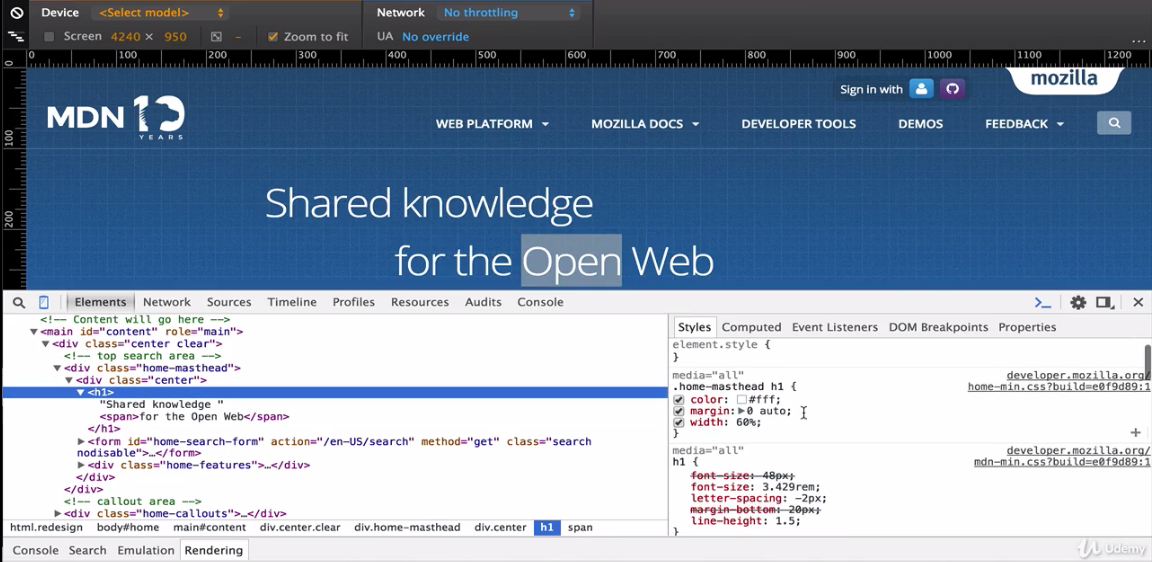 Device <Select model> Network No throttling
Screen 4240 × 950 – Zoom to fit UA No override
...
0 100 200 300 400 500 600 700 800 900 1000 1100 1200
0
100
200
mozilla
Sign in with
MDN 10 YEARS
WEB PLATFORM MOZILLA DOCS DEVELOPER TOOLS DEMOS FEEDBACK
Shared knowledge
for the Open Web
Elements Network Sources Timeline Profiles Resources Audits Console
<!-- Content will go here -->
<main id="content" role="main">
<div class="center clear">
<!-- top search area -->
<div class="home-masthead">
<div class="center">
<h1>
"Shared knowledge "
<span>for the Open Web</span>
</h1>
<form id="home-search-form" action="/en-US/search" method="get" class="search
nodisable">…</form>
<div class="home-features">…</div>
</div>
</div>
<!-- callout area -->
<div class="home-callouts">…</div>
html.redesign body#home main#content div.center.clear div.home-masthead div.center h1 span
Styles Computed Event Listeners DOM Breakpoints Properties
element.style {
}
media="all" developer.mozilla.org/
.home-masthead h1 { home-min.css?build=e0f9d89:1
color: #fff;
margin: 0 auto;
width: 60%;
}
media="all" developer.mozilla.org/
h1 { mdn-min.css?build=e0f9d89:1
font-size: 48px;
font-size: 3.429rem;
letter-spacing: -2px;
margin-bottom: 20px;
line-height: 1.5;
}
Console Search Emulation Rendering
Udemy